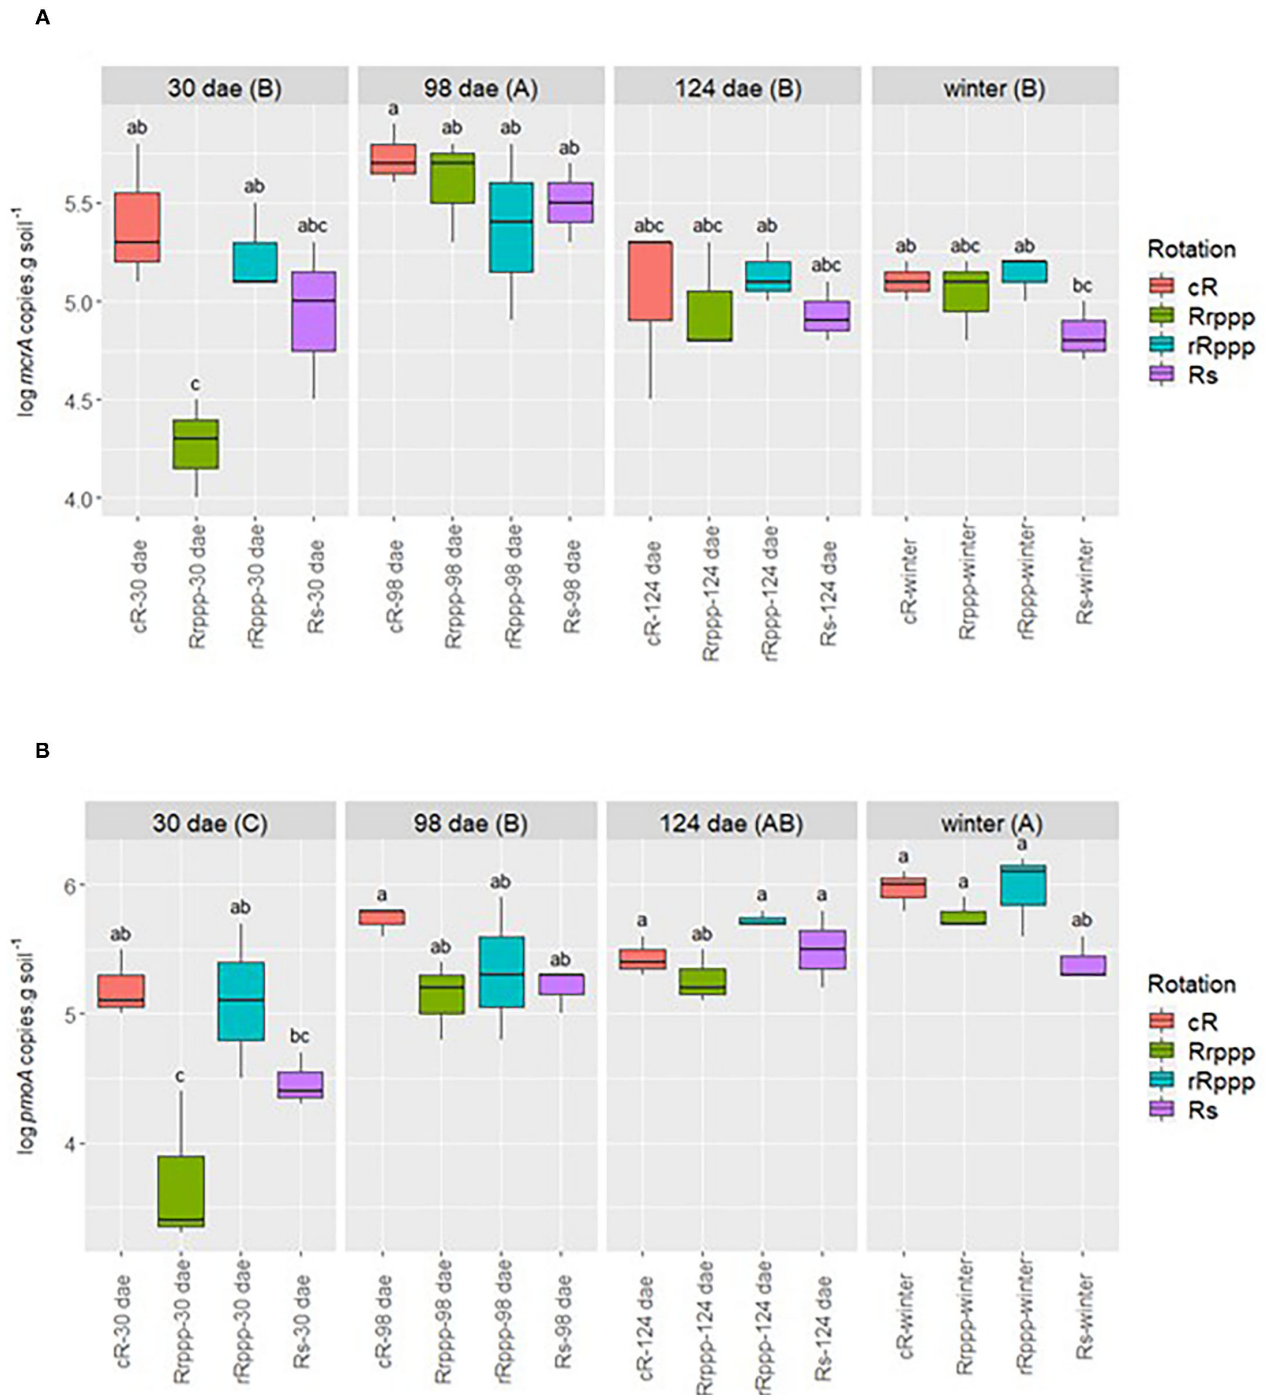 A
30 dae (B) 98 dae (A) 124 dae (B) winter (B)
ab c ab abc a ab ab ab abc abc ab abc ab abc ab bc
5.5
5.0
4.5
4.0
log mcrA copies.g soil-1
cR-30 dae Rrppp-30 dae rRppp-30 dae Rs-30 dae cR-98 dae Rrppp-98 dae rRppp-98 dae Rs-98 dae cR-124 dae Rrppp-124 dae rRppp-124 dae Rs-124 dae cR-winter Rrppp-winter rRppp-winter Rs-winter
Rotation
cR
Rrppp
rRppp
Rs
B
30 dae (C) 98 dae (B) 124 dae (AB) winter (A)
ab c ab bc a ab ab ab a ab a a a a a ab
6
5
4
log pmoA copies.g soil-1
cR-30 dae Rrppp-30 dae rRppp-30 dae Rs-30 dae cR-98 dae Rrppp-98 dae rRppp-98 dae Rs-98 dae cR-124 dae Rrppp-124 dae rRppp-124 dae Rs-124 dae cR-winter Rrppp-winter rRppp-winter Rs-winter
Rotation
cR
Rrppp
rRppp
Rs